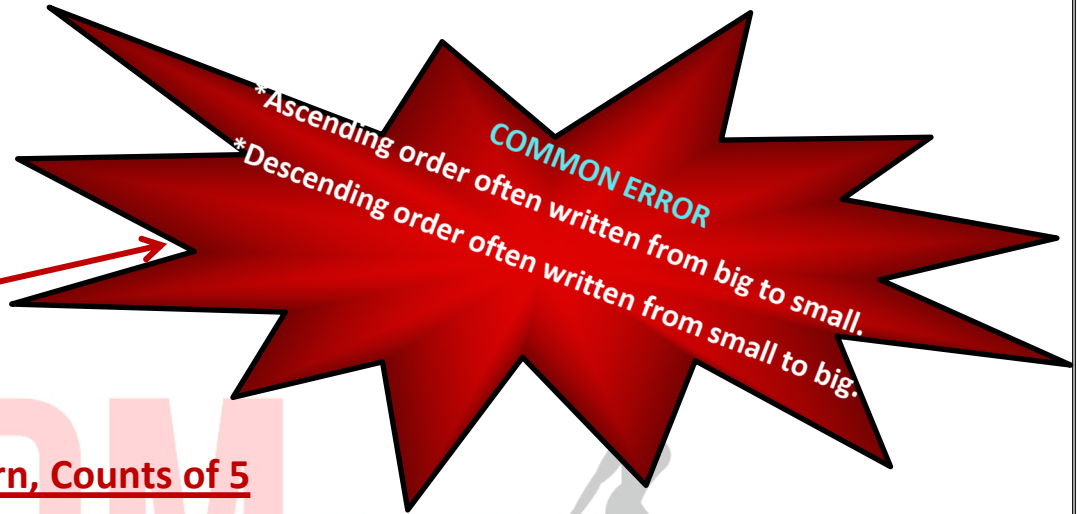 COMMON ERROR
*Ascending order often written from big to small.
*Descending order often written from small to big.
Counts of 5